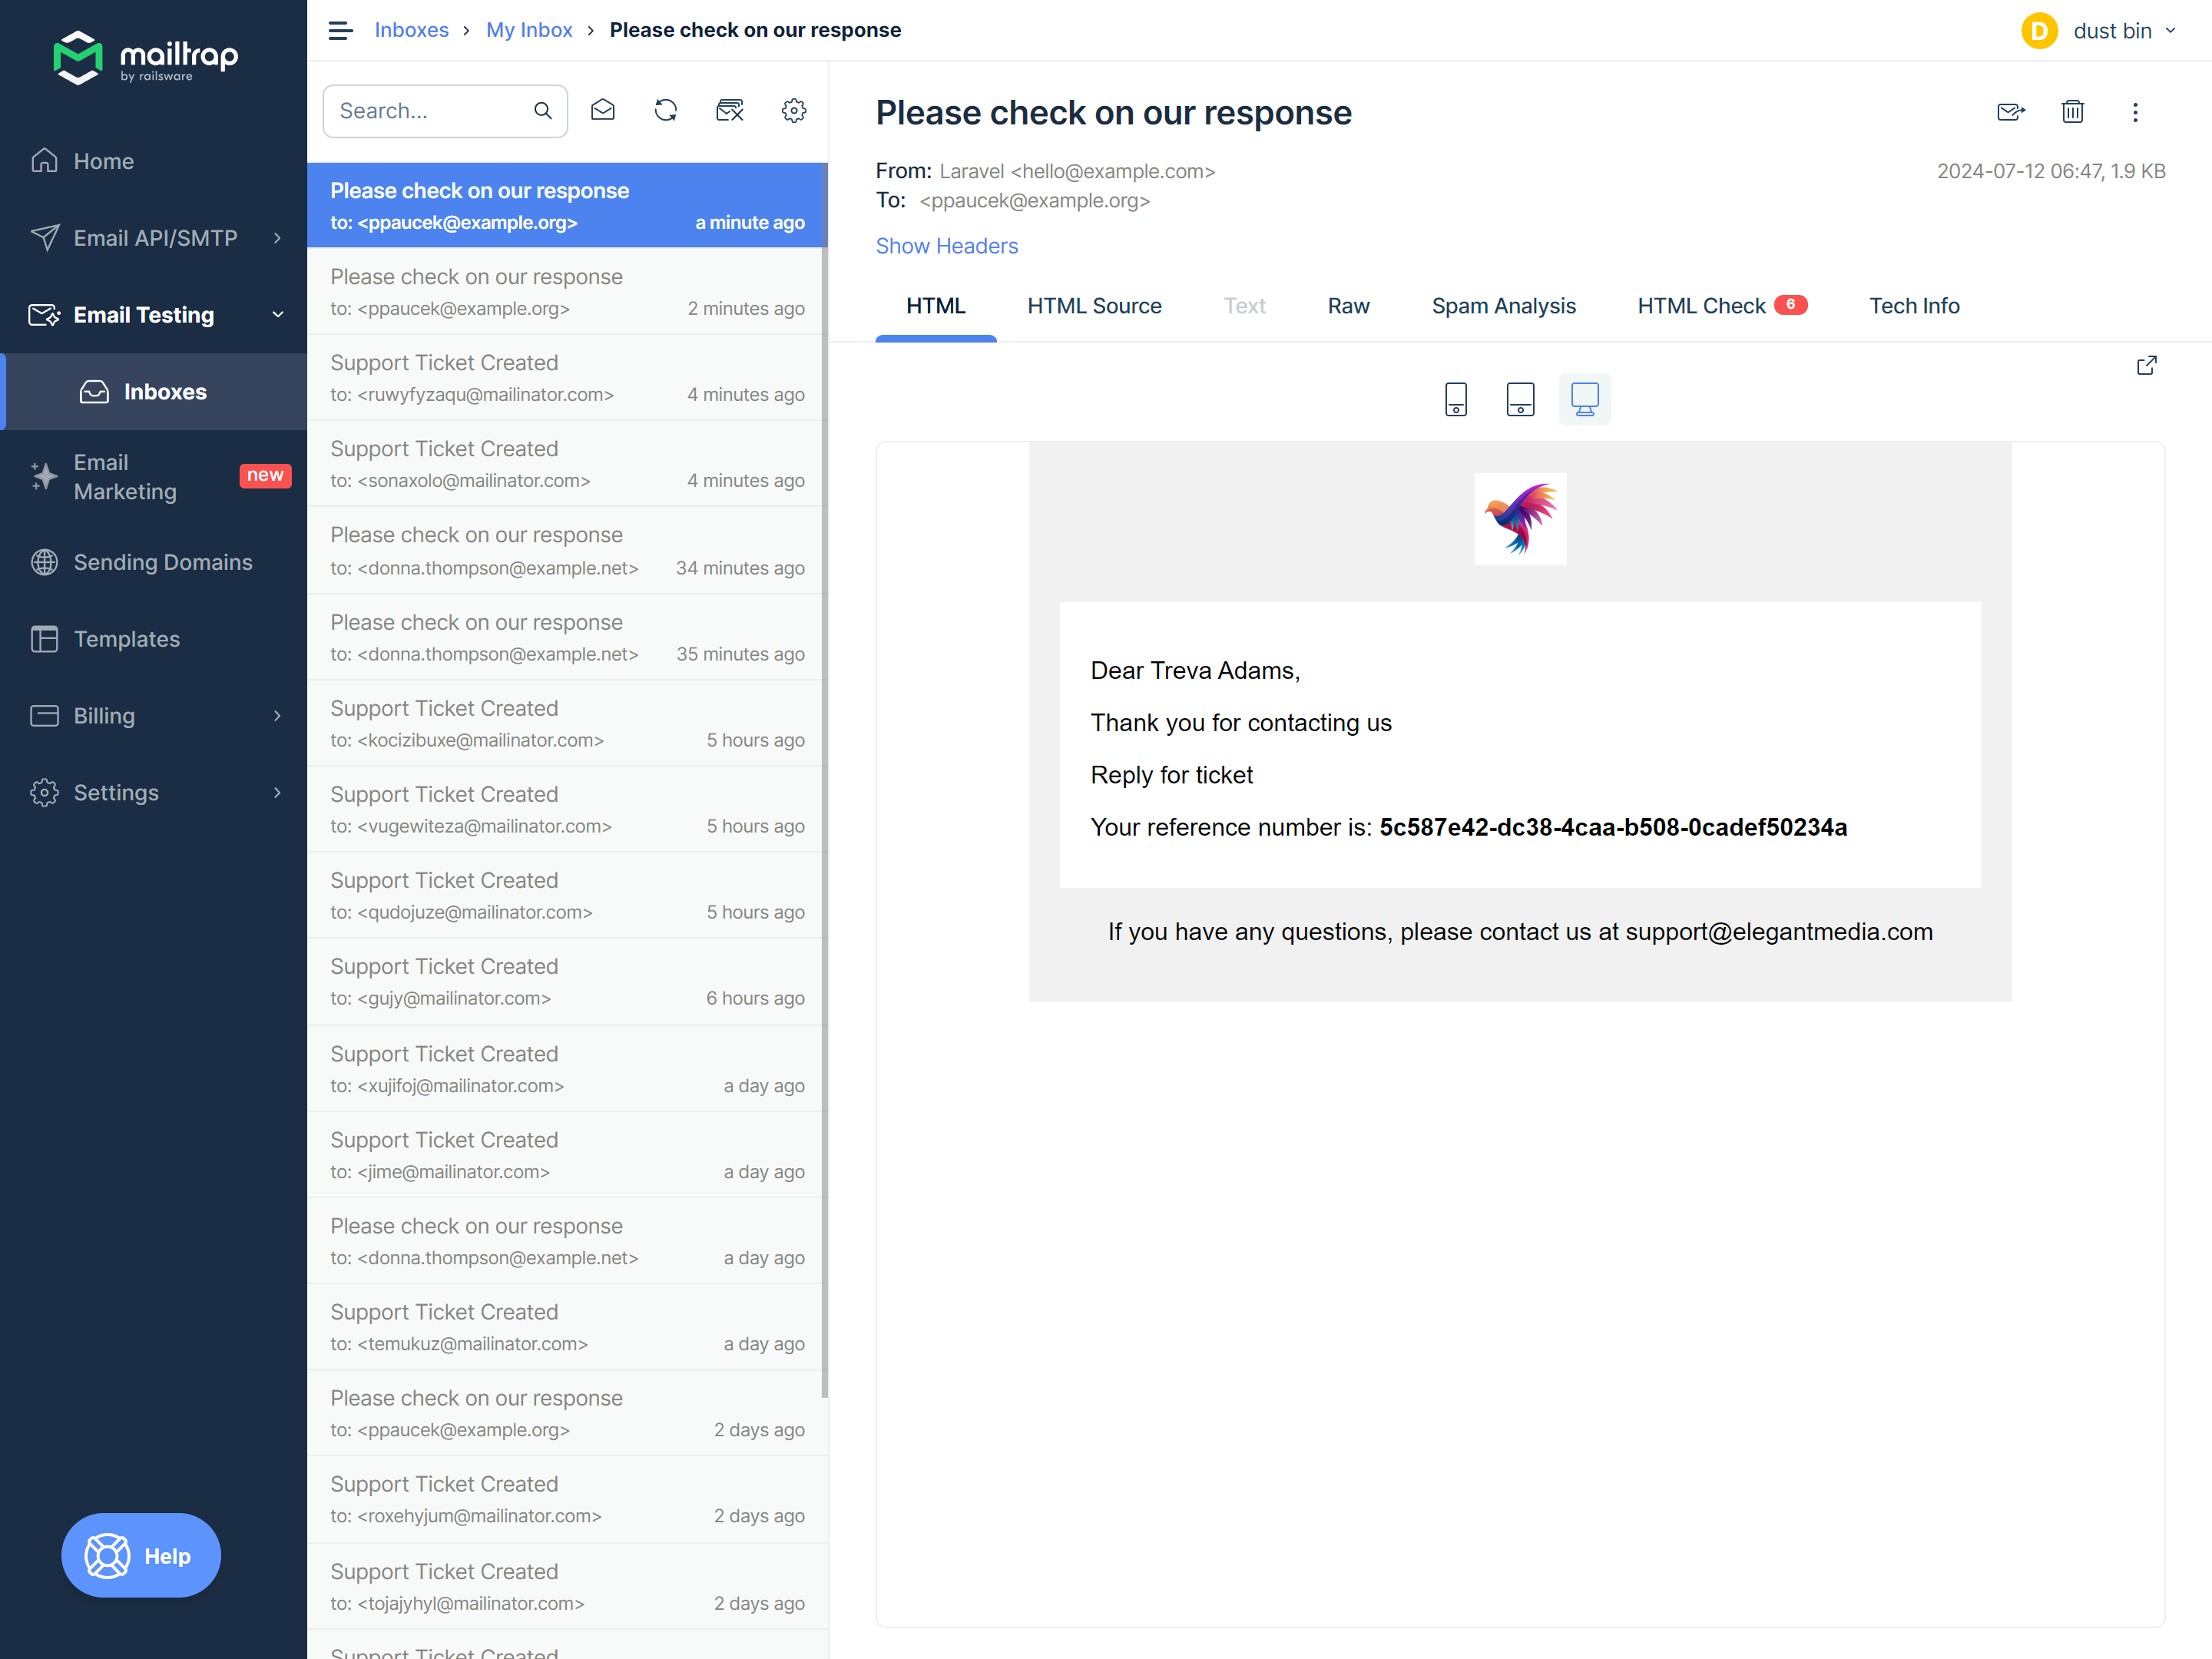 mailtrap
by railsware
Home
Email API/SMTP
Email Testing
Inboxes
Email
Marketing
new
Sending Domains
Templates
Billing
Settings
Help
Inboxes › My Inbox › Please check on our response
D dust bin
Search...
Please check on our response
to: <ppaucek@example.org> a minute ago
Please check on our response
to: <ppaucek@example.org> 2 minutes ago
Support Ticket Created
to: <ruwyfyzaqu@mailinator.com> 4 minutes ago
Support Ticket Created
to: <sonaxolo@mailinator.com> 4 minutes ago
Please check on our response
to: <donna.thompson@example.net> 34 minutes ago
Please check on our response
to: <donna.thompson@example.net> 35 minutes ago
Support Ticket Created
to: <kocizibuxe@mailinator.com> 5 hours ago
Support Ticket Created
to: <vugewiteza@mailinator.com> 5 hours ago
Support Ticket Created
to: <qudojuze@mailinator.com> 5 hours ago
Support Ticket Created
to: <gujy@mailinator.com> 6 hours ago
Support Ticket Created
to: <xujifoj@mailinator.com> a day ago
Support Ticket Created
to: <jime@mailinator.com> a day ago
Please check on our response
to: <donna.thompson@example.net> a day ago
Support Ticket Created
to: <temukuz@mailinator.com> a day ago
Please check on our response
to: <ppaucek@example.org> 2 days ago
Support Ticket Created
to: <roxehyjum@mailinator.com> 2 days ago
Support Ticket Created
to: <tojajyhyl@mailinator.com> 2 days ago
Support Ticket Created
Please check on our response
From: Laravel <hello@example.com> 2024-07-12 06:47, 1.9 KB
To: <ppaucek@example.org>
Show Headers
HTML HTML Source Text Raw Spam Analysis HTML Check 6 Tech Info
Dear Treva Adams,
Thank you for contacting us
Reply for ticket
Your reference number is: 5c587e42-dc38-4caa-b508-0cadef50234a
If you have any questions, please contact us at support@elegantmedia.com